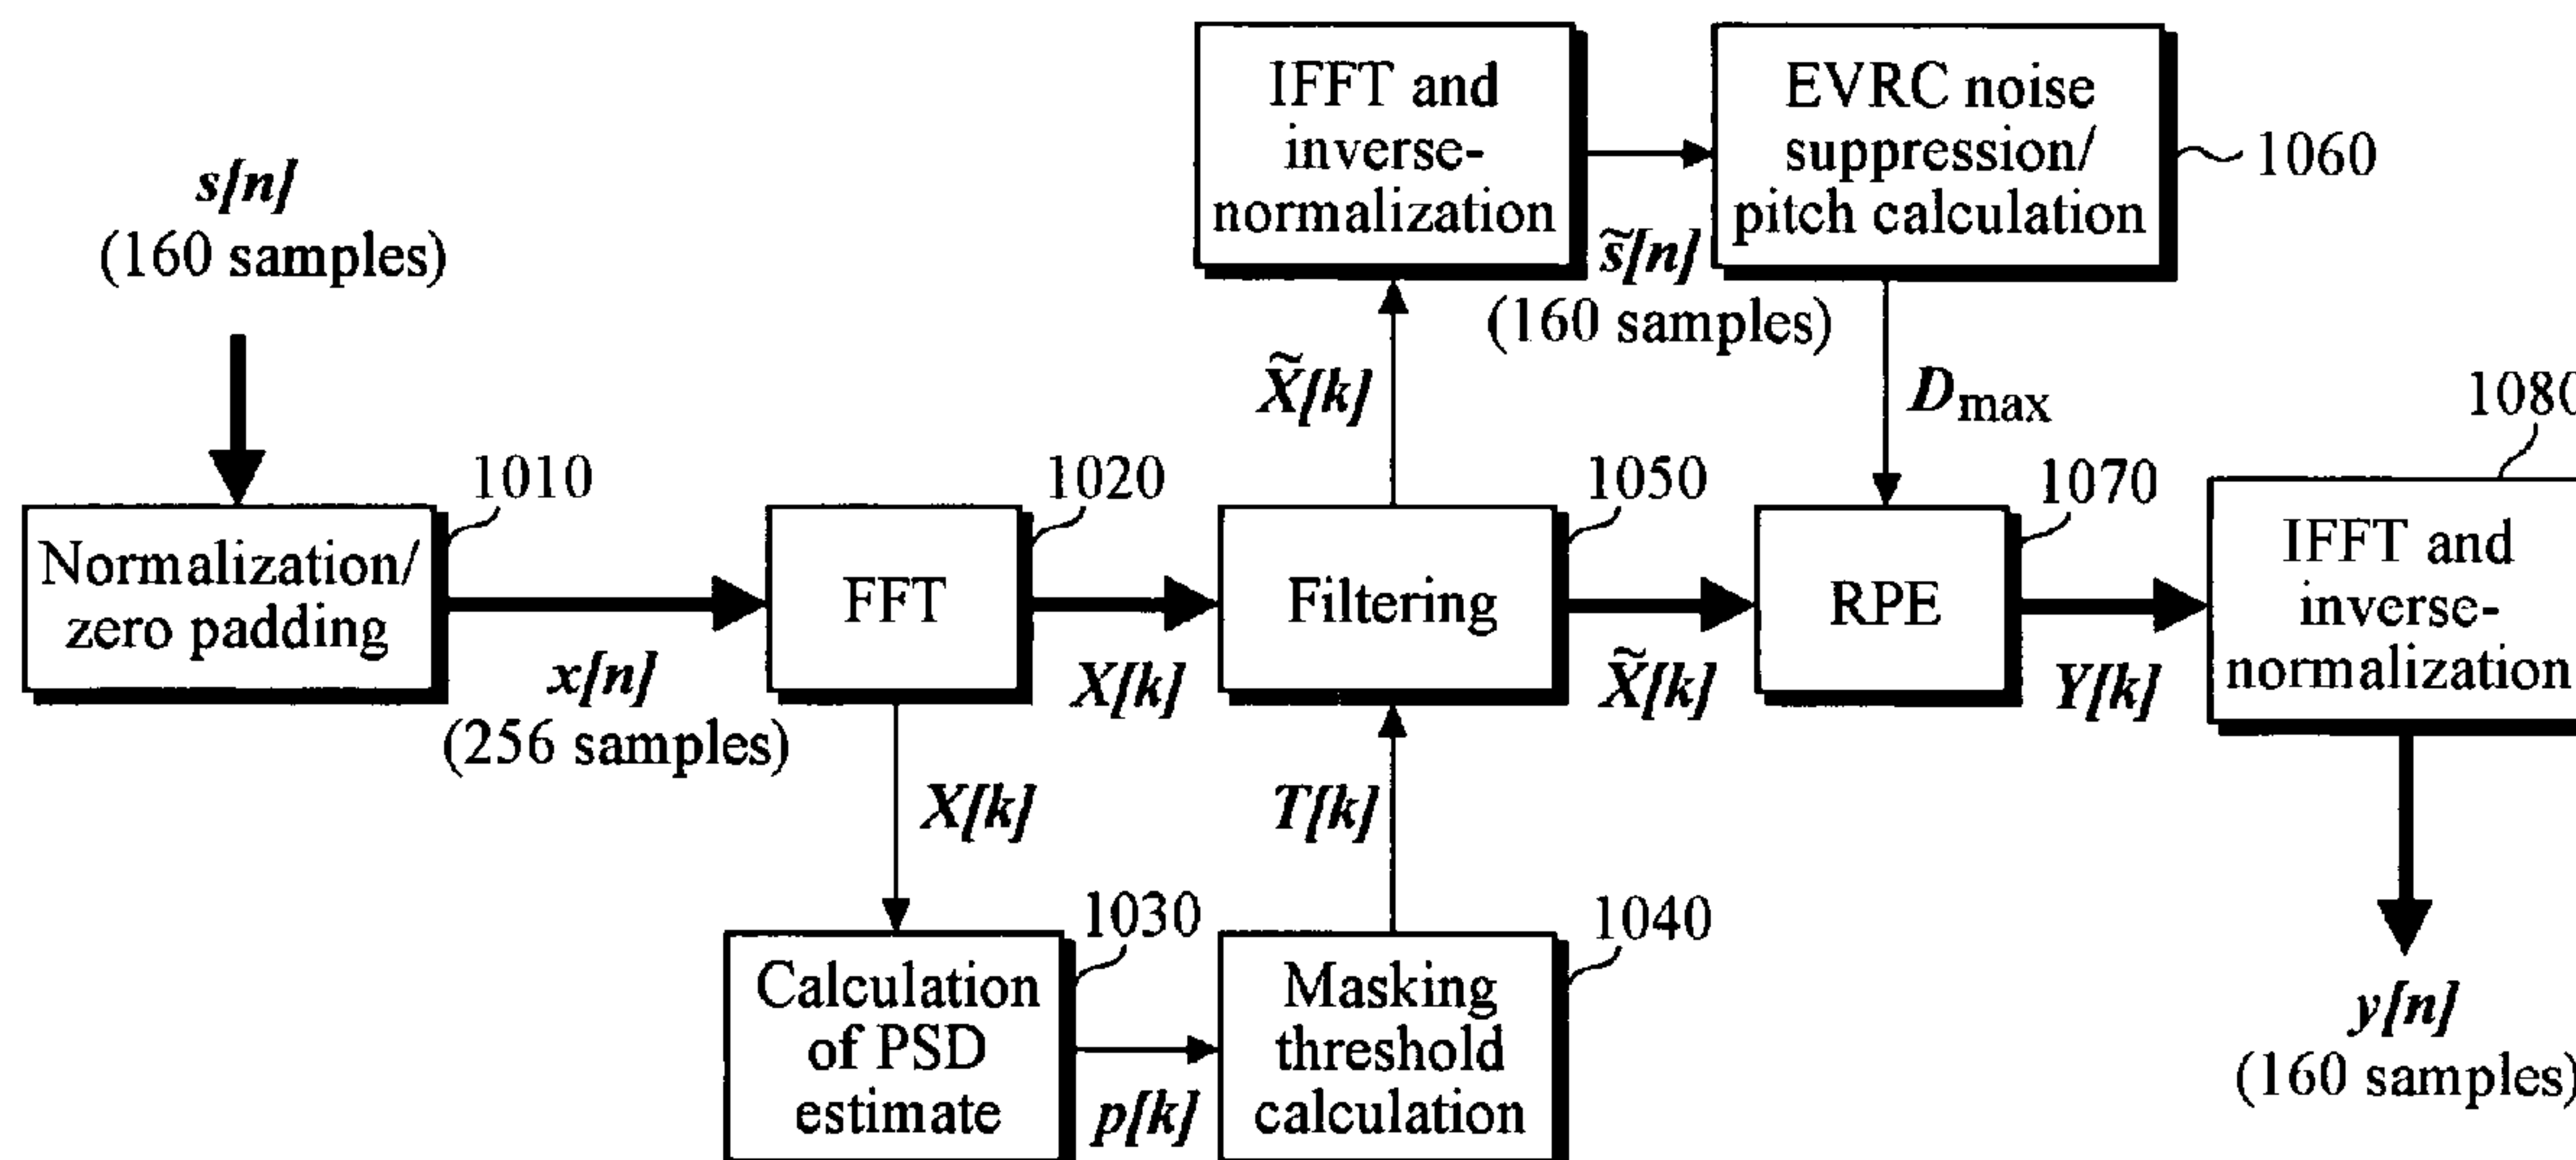 IFFT and
inverse-
normalization
EVRC noise
suppression/
pitch calculation
1060
s[n]
(160 samples)
s̃[n]
(160 samples)
X̃[k]
D_max
1080
1010
1020
1050
1070
Normalization/
zero padding
FFT
Filtering
RPE
IFFT and
inverse-
normalization
x[n]
(256 samples)
X[k]
X̃[k]
Y[k]
X[k]
T[k]
1030
1040
Calculation
of PSD
estimate
p[k]
Masking
threshold
calculation
y[n]
(160 samples)